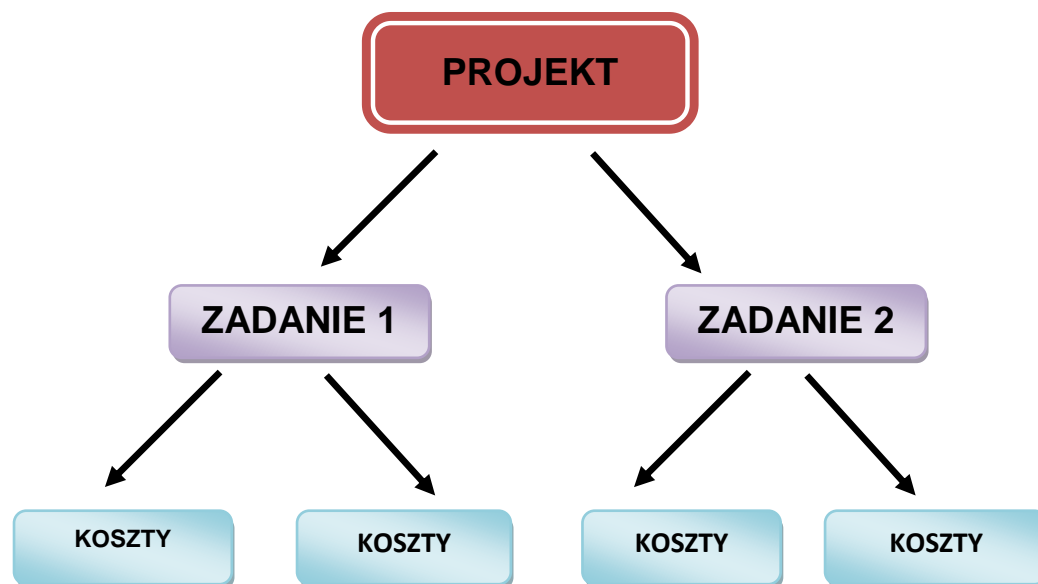 PROJEKT
ZADANIE 1
ZADANIE 2
KOSZTY
KOSZTY
KOSZTY
KOSZTY